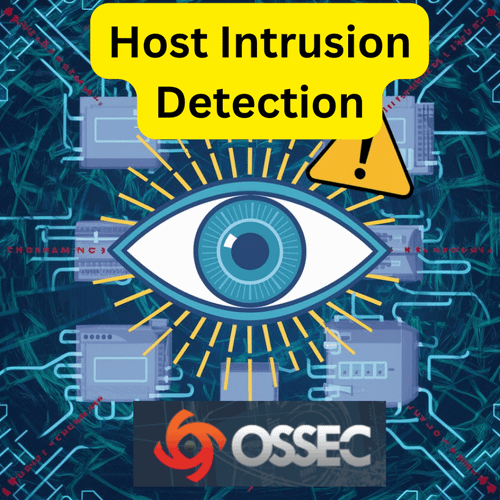 Host Intrusion
Detection
!
OSSEC